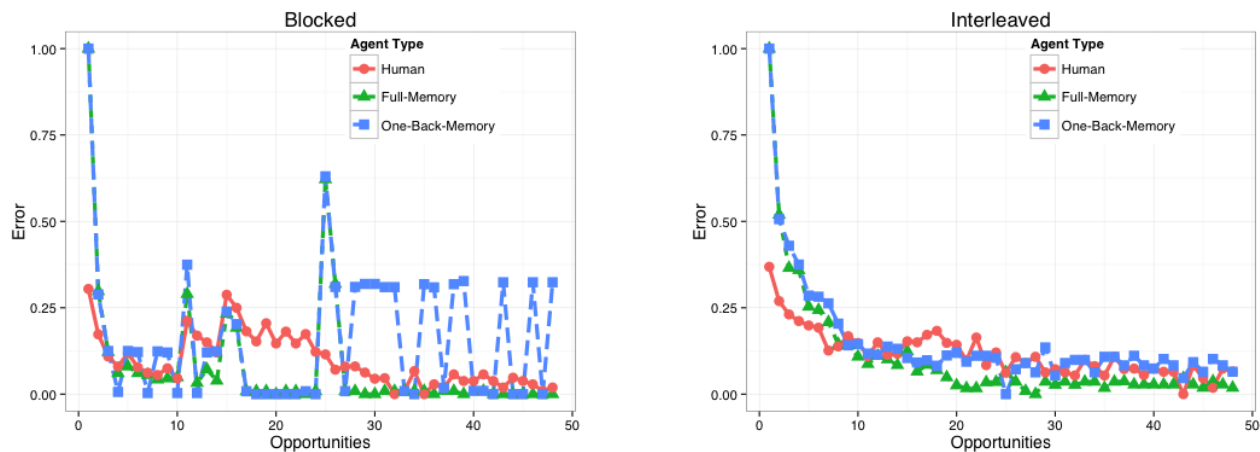 Blocked
Agent Type
Human
Full-Memory
One-Back-Memory
1.00
0.75
0.50
0.25
0.00
Error
0 10 20 30 40 50
Opportunities
Interleaved
Agent Type
Human
Full-Memory
One-Back-Memory
1.00
0.75
0.50
0.25
0.00
Error
0 10 20 30 40 50
Opportunities